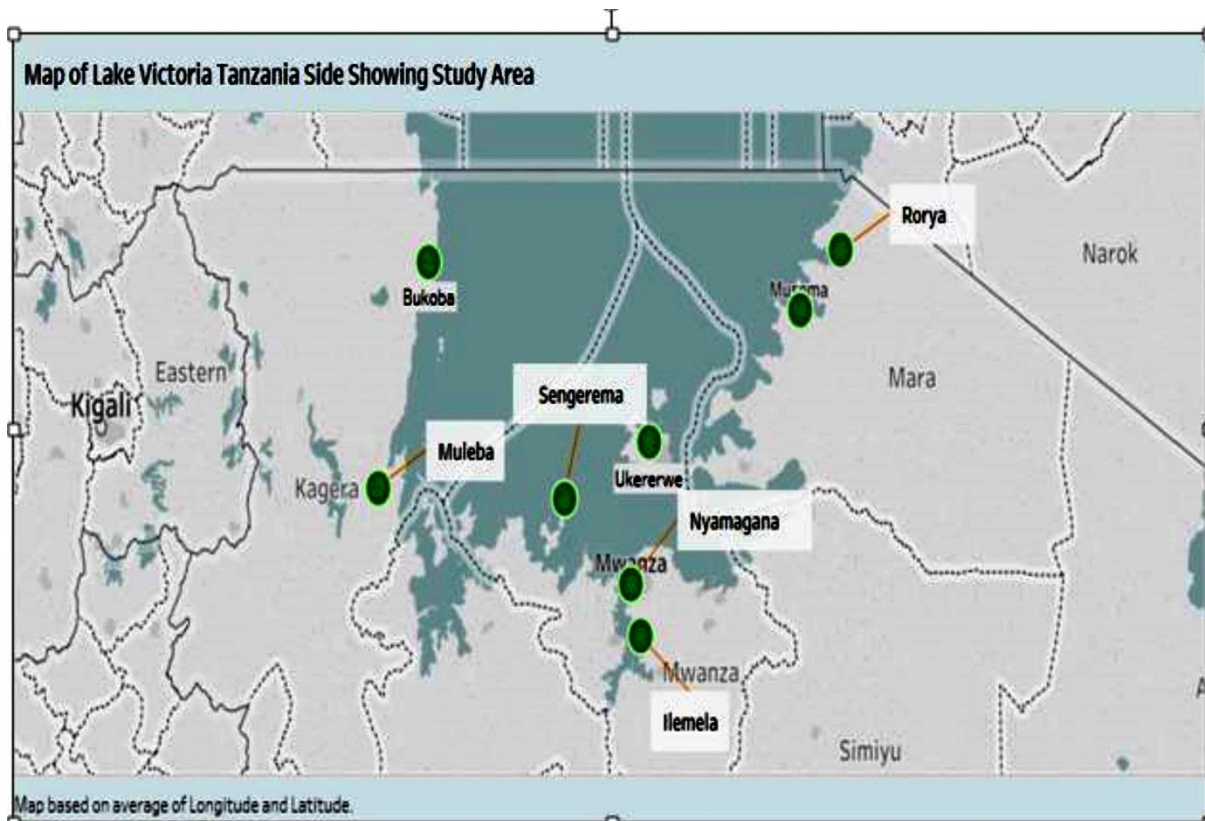 Map of Lake Victoria Tanzania Side Showing Study Area
Rorya
Narok
Bukoba
Musoma
Eastern
Mara
Kigali
Sengerema
Muleba
Kagera
Ukererwe
Nyamagana
Mwanza
Mwanza
Ilemela
Simiyu
A
Map based on average of Longitude and Latitude.